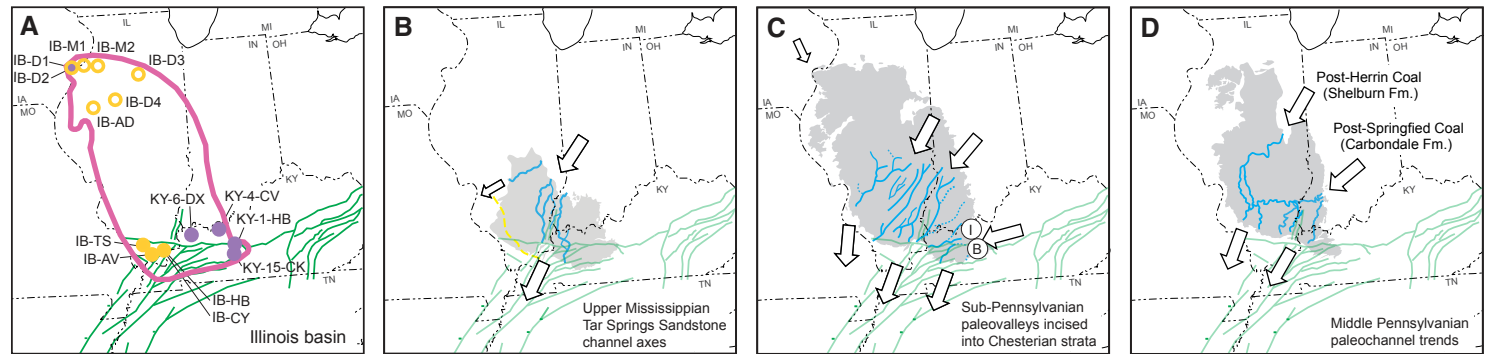 A
IL
MI
IN
OH
IB-M1
IB-M2
IB-D1
IB-D2
IB-D3
IB-D4
IB-AD
IA
MO
KY
KY-6-DX
KY-4-CV
KY-1-HB
IB-TS
IB-AV
KY-15-CK
TN
IB-HB
IB-CY
Illinois basin
B
IL
MI
IN
OH
IA
MO
KY
TN
Upper Mississippian
Tar Springs Sandstone
channel axes
C
IL
MI
IN
OH
IA
MO
KY
I
B
TN
Sub-Pennsylvanian
paleovalleys incised
into Chesterian strata
D
IL
MI
IN
OH
Post-Herrin Coal
(Shelburn Fm.)
IA
MO
Post-Springfied Coal
(Carbondale Fm.)
KY
TN
Middle Pennsylvanian
paleochannel trends